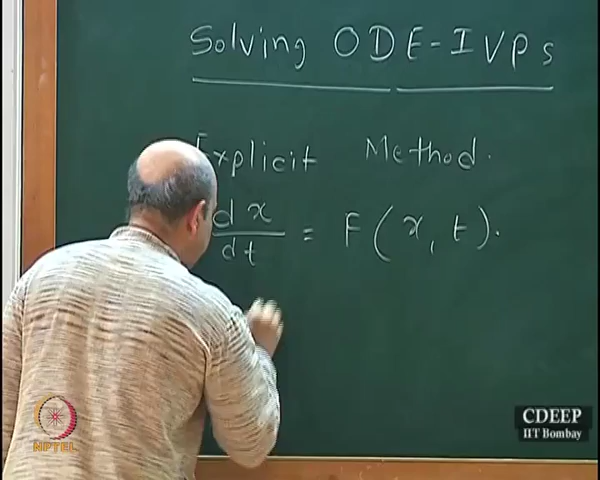 Solving ODE-IVPs
Explicit Method.
dx/dt = F(x, t).
CDEEP
IIT Bombay
NPTEL